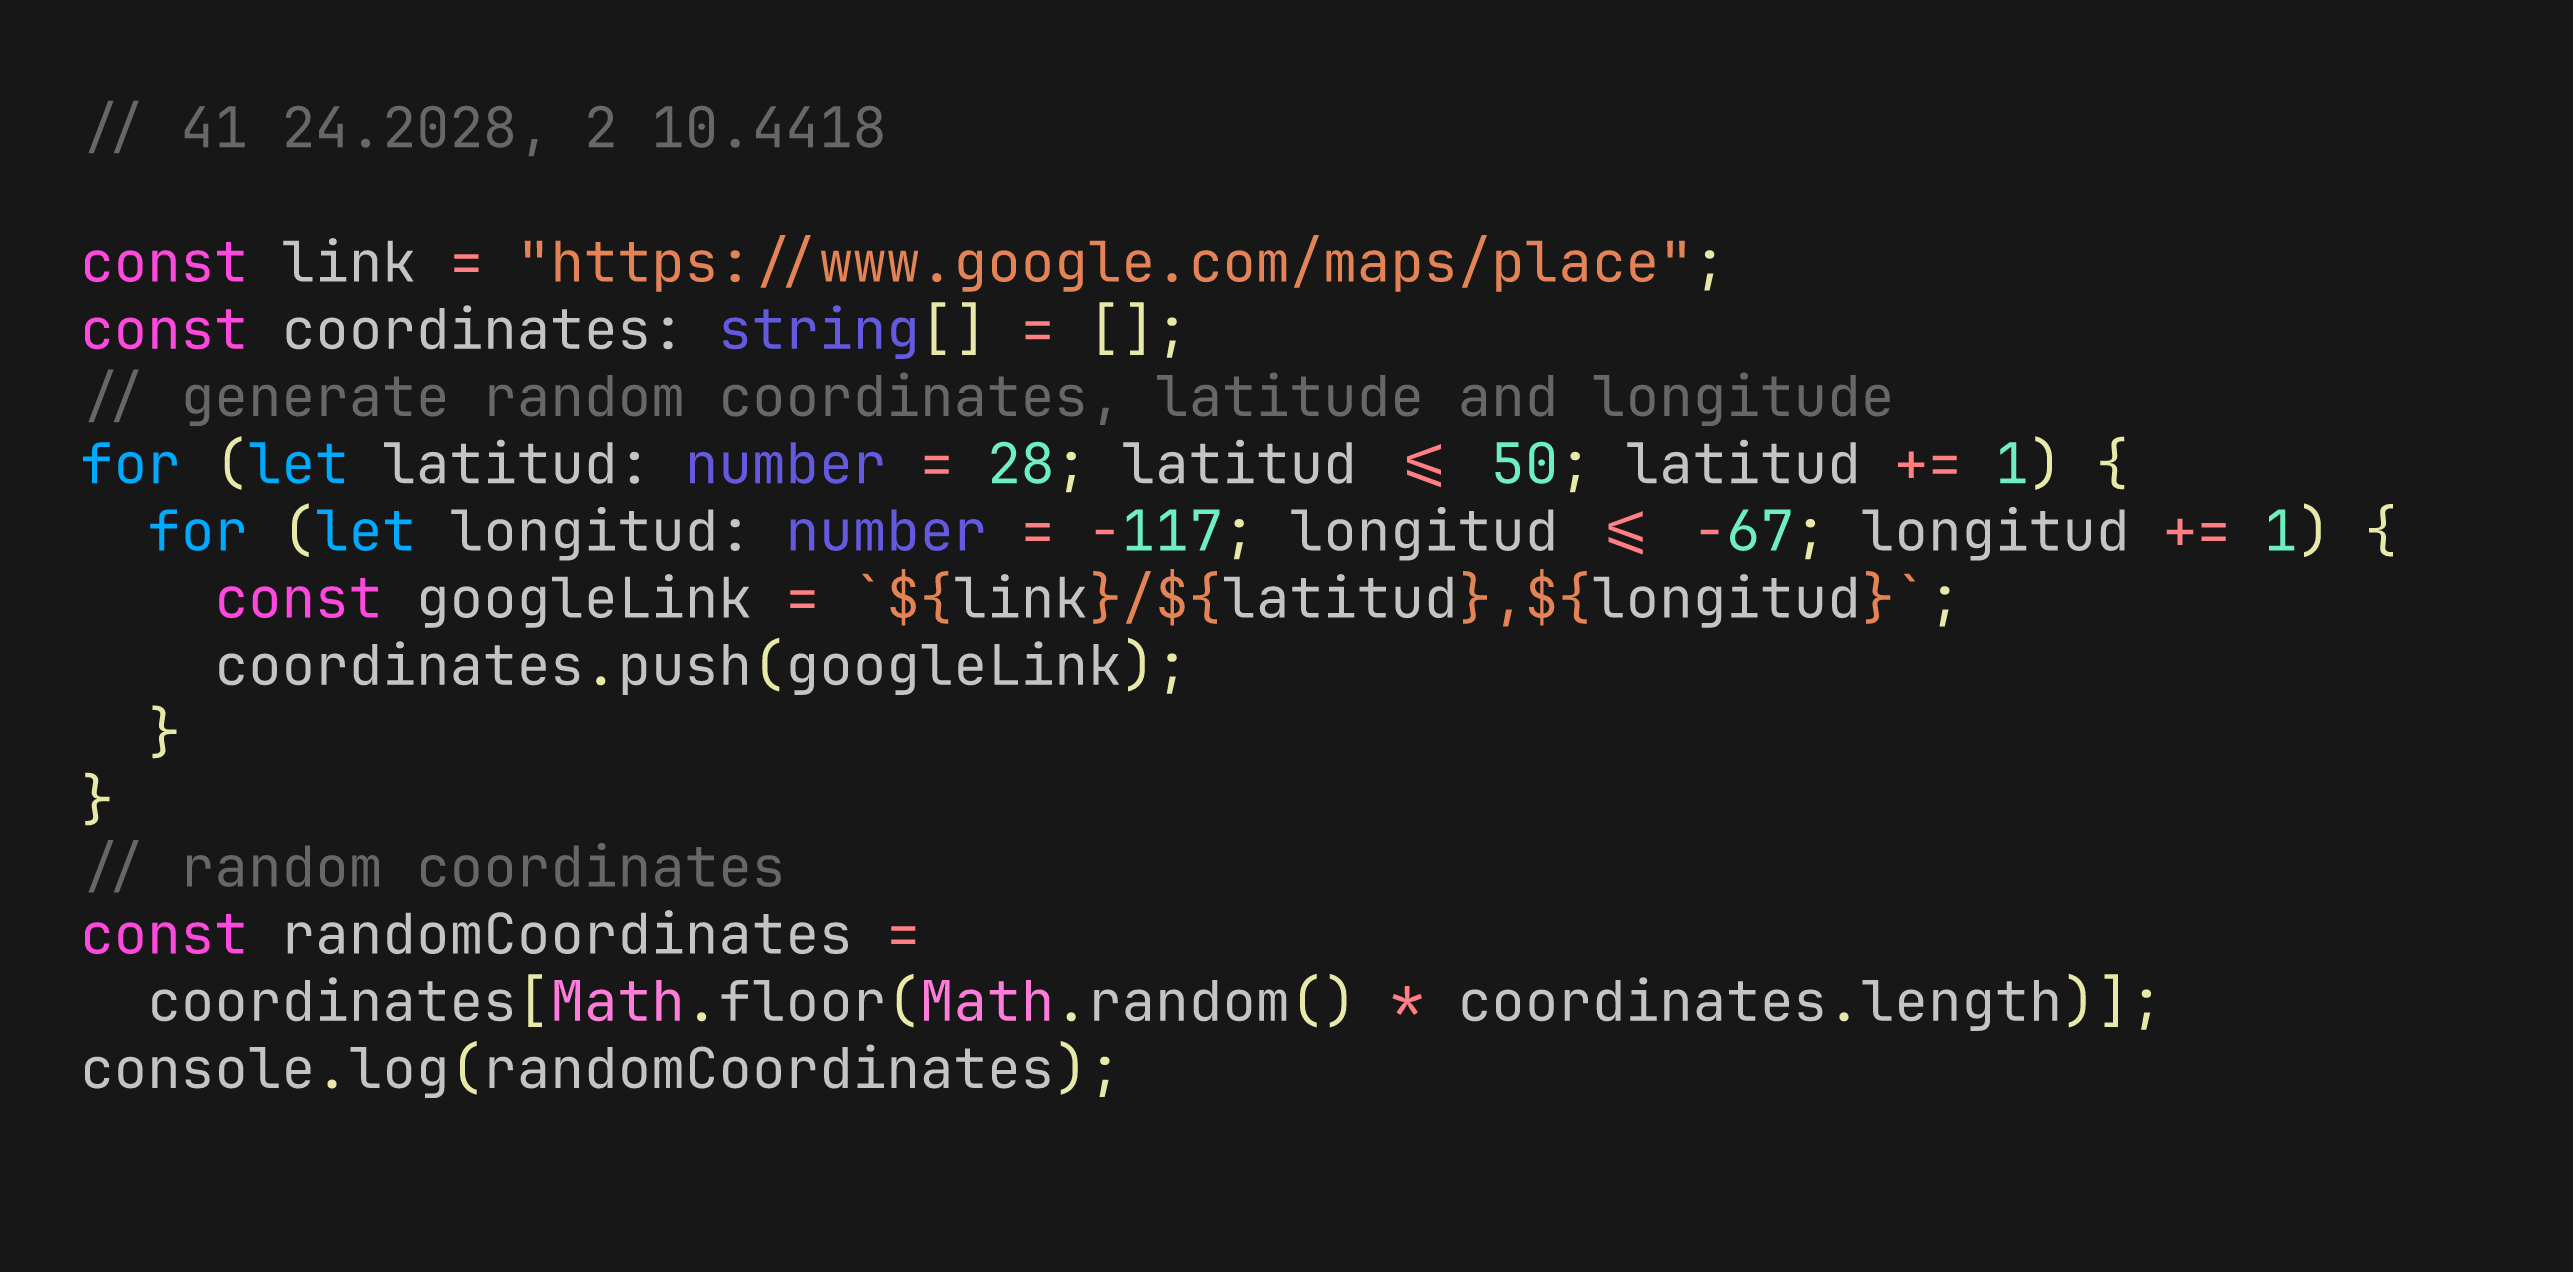 // 41 24.2028, 2 10.4418
const link = "https://www.google.com/maps/place";
const coordinates: string[] = [];
// generate random coordinates, latitude and longitude
for (let latitud: number = 28; latitud <= 50; latitud += 1) {
  for (let longitud: number = -117; longitud <= -67; longitud += 1) {
    const googleLink = `${link}/${latitud},${longitud}`;
    coordinates.push(googleLink);
  }
}
// random coordinates
const randomCoordinates =
  coordinates[Math.floor(Math.random() * coordinates.length)];
console.log(randomCoordinates);